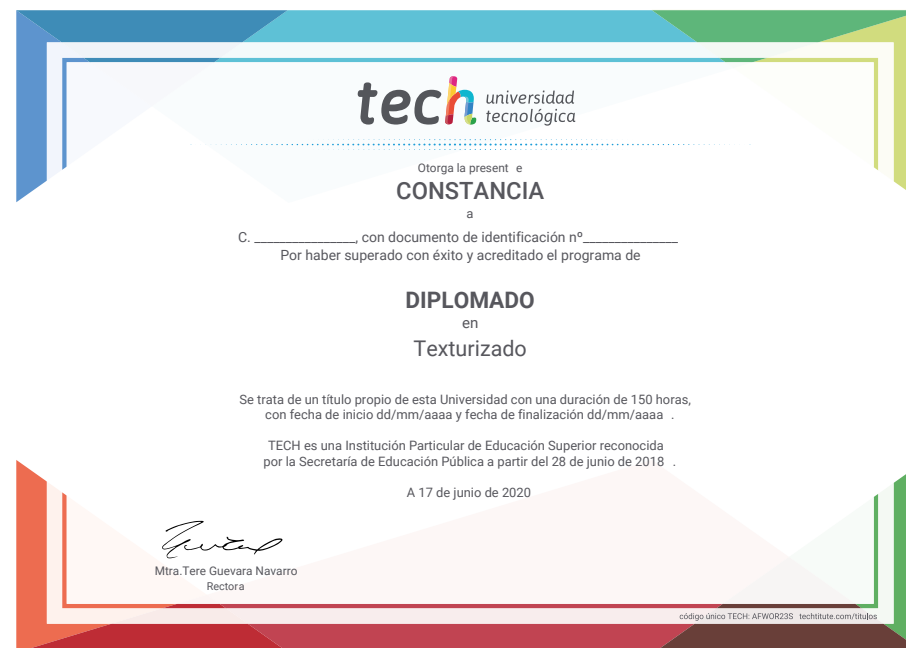 tech universidad
tecnológica
Otorga la present e
CONSTANCIA
a
C. _______________, con documento de identificación nº______________
Por haber superado con éxito y acreditado el programa de
DIPLOMADO
en
Texturizado
Se trata de un título propio de esta Universidad con una duración de 150 horas,
con fecha de inicio dd/mm/aaaa y fecha de finalización dd/mm/aaaa .
TECH es una Institución Particular de Educación Superior reconocida
por la Secretaría de Educación Pública a partir del 28 de junio de 2018 .
A 17 de junio de 2020
Mtra.Tere Guevara Navarro
Rectora
código único TECH: AFWOR23S techtitute.com/titulos